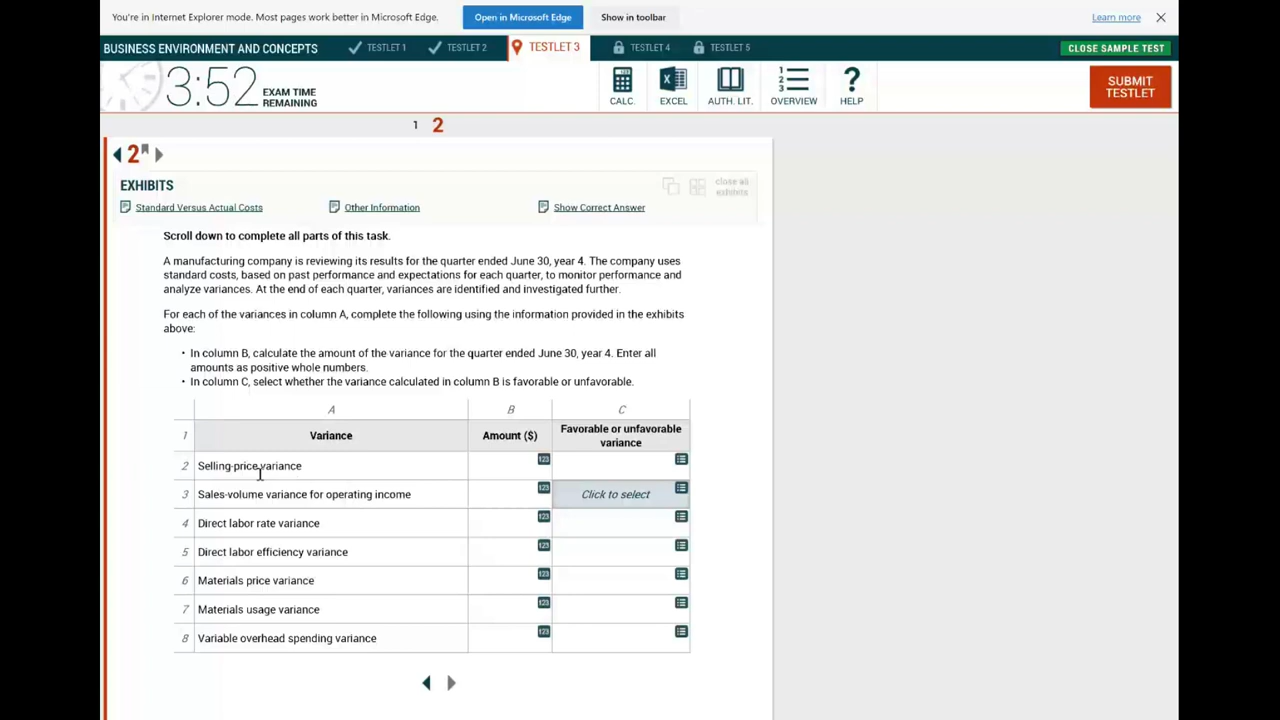 You're in Internet Explorer mode. Most pages work better in Microsoft Edge. Open in Microsoft Edge Show in toolbar Learn more
BUSINESS ENVIRONMENT AND CONCEPTS TESTLET 1 TESTLET 2 TESTLET 3 TESTLET 4 TESTLET 5 CLOSE SAMPLE TEST
3:52 EXAM TIME
REMAINING
CALC. EXCEL AUTH. LIT. OVERVIEW HELP
SUBMIT
TESTLET
1 2
2
EXHIBITS
close all
exhibits
Standard Versus Actual Costs Other Information Show Correct Answer
Scroll down to complete all parts of this task.
A manufacturing company is reviewing its results for the quarter ended June 30, year 4. The company uses
standard costs, based on past performance and expectations for each quarter, to monitor performance and
analyze variances. At the end of each quarter, variances are identified and investigated further.
For each of the variances in column A, complete the following using the information provided in the exhibits
above:
• In column B, calculate the amount of the variance for the quarter ended June 30, year 4. Enter all
amounts as positive whole numbers.
• In column C, select whether the variance calculated in column B is favorable or unfavorable.
A B C
1 Variance Amount ($) Favorable or unfavorable
variance
2 Selling-price variance 123
3 Sales-volume variance for operating income 123 Click to select
4 Direct labor rate variance 123
5 Direct labor efficiency variance 123
6 Materials price variance 123
7 Materials usage variance 123
8 Variable overhead spending variance 123